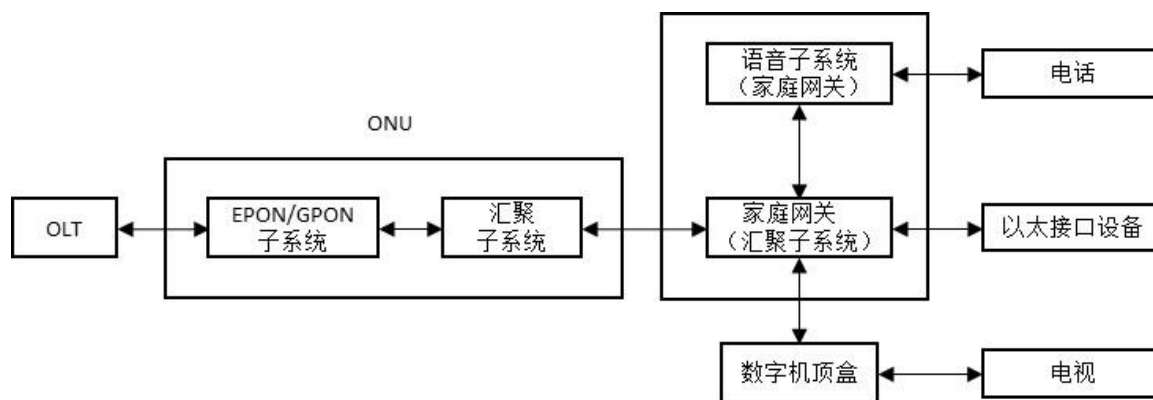 语音子系统
（家庭网关）
电话
ONU
OLT
EPON/GPON
子系统
汇聚
子系统
家庭网关
（汇聚子系统）
以太接口设备
数字机顶盒
电视